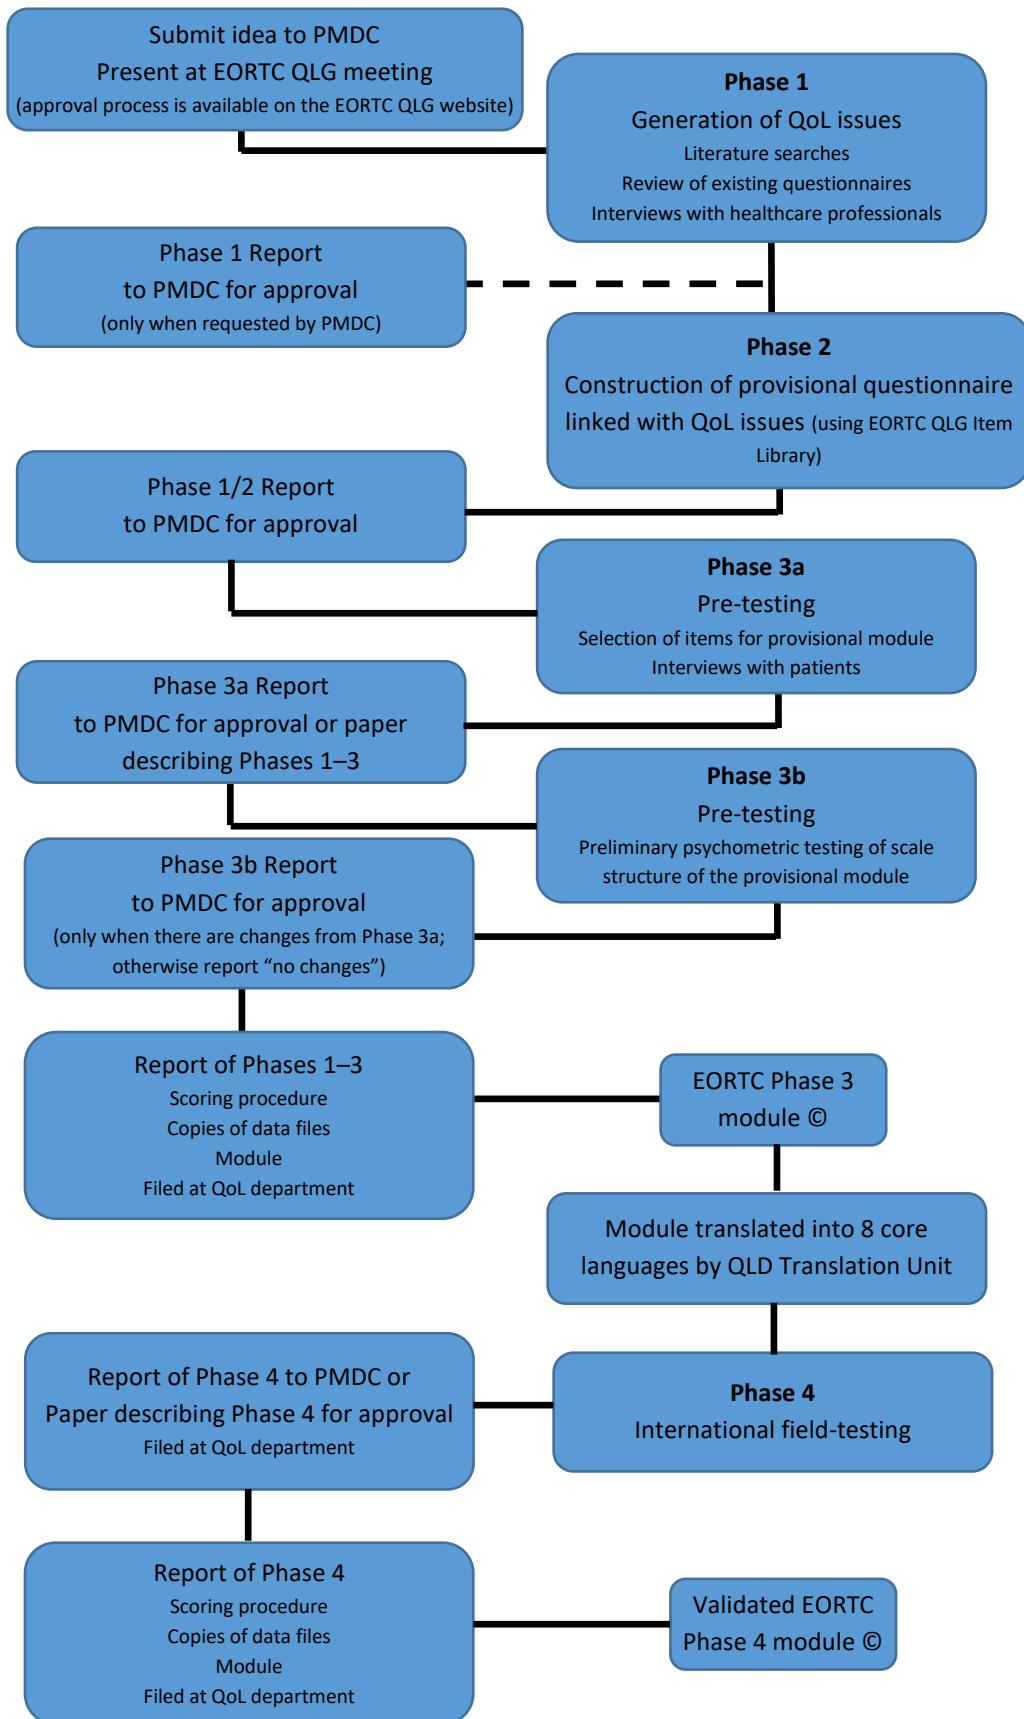 Submit idea to PMDC
Present at EORTC QLG meeting
(approval process is available on the EORTC QLG website)
Phase 1
Generation of QoL issues
Literature searches
Review of existing questionnaires
Interviews with healthcare professionals
Phase 1 Report
to PMDC for approval
(only when requested by PMDC)
Phase 2
Construction of provisional questionnaire
linked with QoL issues (using EORTC QLG Item
Library)
Phase 1/2 Report
to PMDC for approval
Phase 3a
Pre-testing
Selection of items for provisional module
Interviews with patients
Phase 3a Report
to PMDC for approval or paper
describing Phases 1–3
Phase 3b
Pre-testing
Preliminary psychometric testing of scale
structure of the provisional module
Phase 3b Report
to PMDC for approval
(only when there are changes from Phase 3a;
otherwise report “no changes”)
Report of Phases 1–3
Scoring procedure
Copies of data files
Module
Filed at QoL department
EORTC Phase 3
module ©
Module translated into 8 core
languages by QLD Translation Unit
Phase 4
International field-testing
Report of Phase 4 to PMDC or
Paper describing Phase 4 for approval
Filed at QoL department
Report of Phase 4
Scoring procedure
Copies of data files
Module
Filed at QoL department
Validated EORTC
Phase 4 module ©